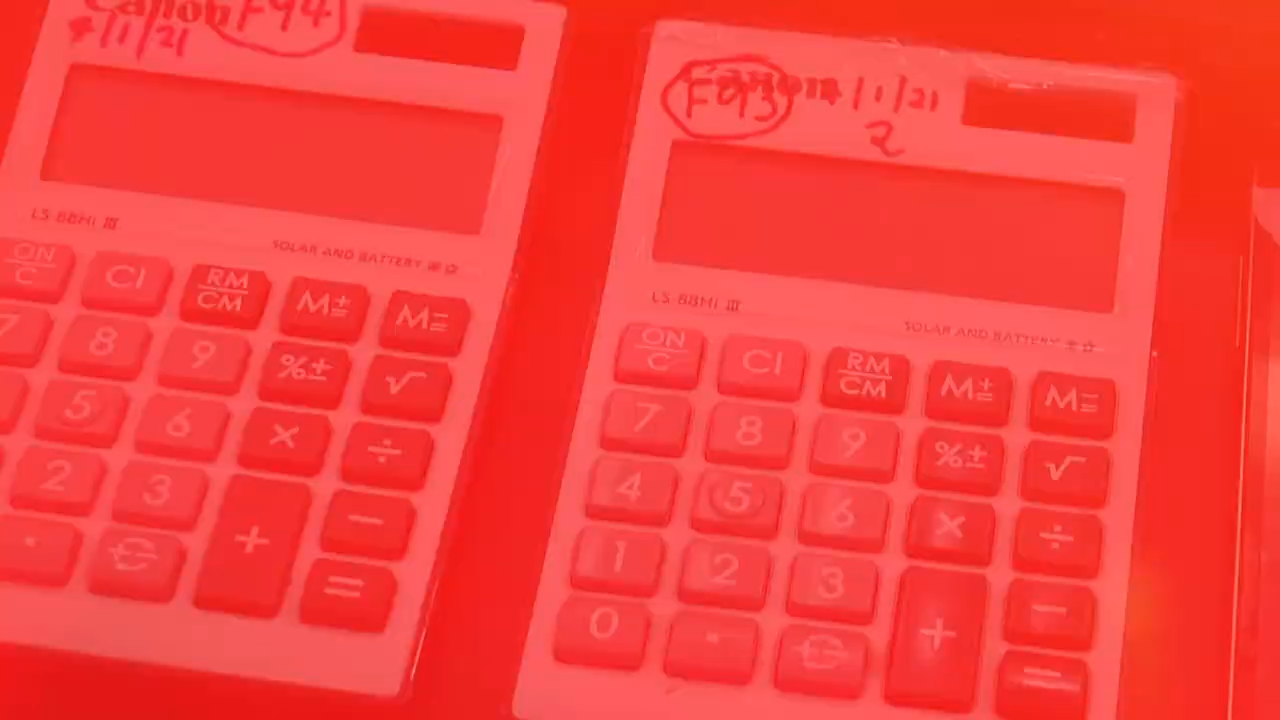 Canon F94
4/1/21
LS-88Hi III
SOLAR AND BATTERY
ON/C CI RM/CM M± M=
7 8 9 %± √
5 6 × ÷
2 3 + −
. =
Canon F93 4/1/21
2
LS-88Hi III
SOLAR AND BATTERY
ON/C CI RM/CM M± M=
7 8 9 %± √
4 5 6 × ÷
1 2 3 + −
0 . =